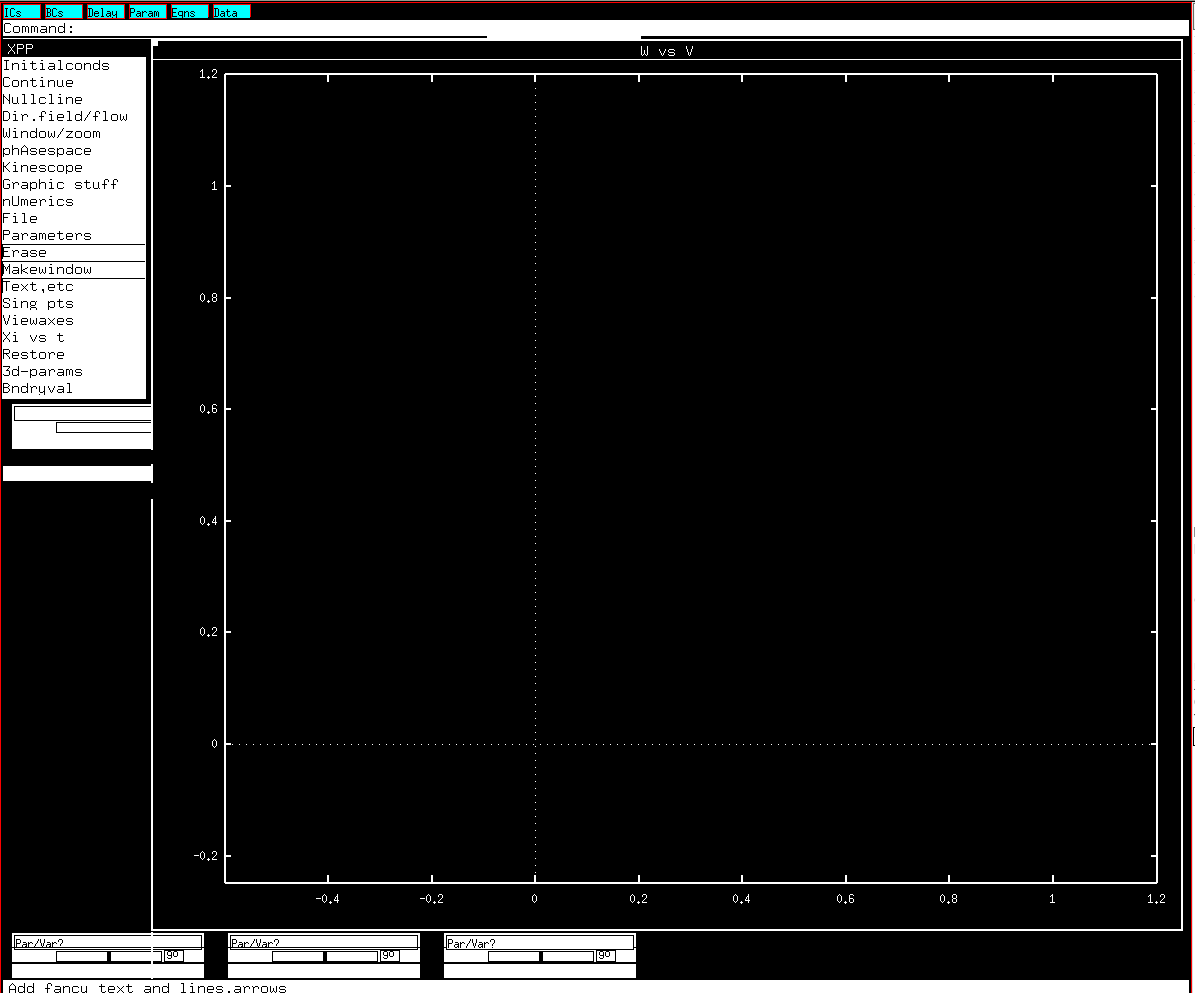 ICs BCs Delay Param Eqns Data
Command:
XPP
W vs V
Initialconds
Continue
Nullcline
Dir.field/flow
Window/zoom
phAsespace
Kinescope
Graphic stuff
nUmerics
File
Parameters
Erase
Makewindow
Text,etc
Sing pts
Viewaxes
Xi vs t
Restore
3d-params
Bndryval
1.2
1
0.8
0.6
0.4
0.2
0
-0.2
-0.4 -0.2 0 0.2 0.4 0.6 0.8 1 1.2
Par/Var? Par/Var? Par/Var?
go go go
Add fancy text and lines,arrows